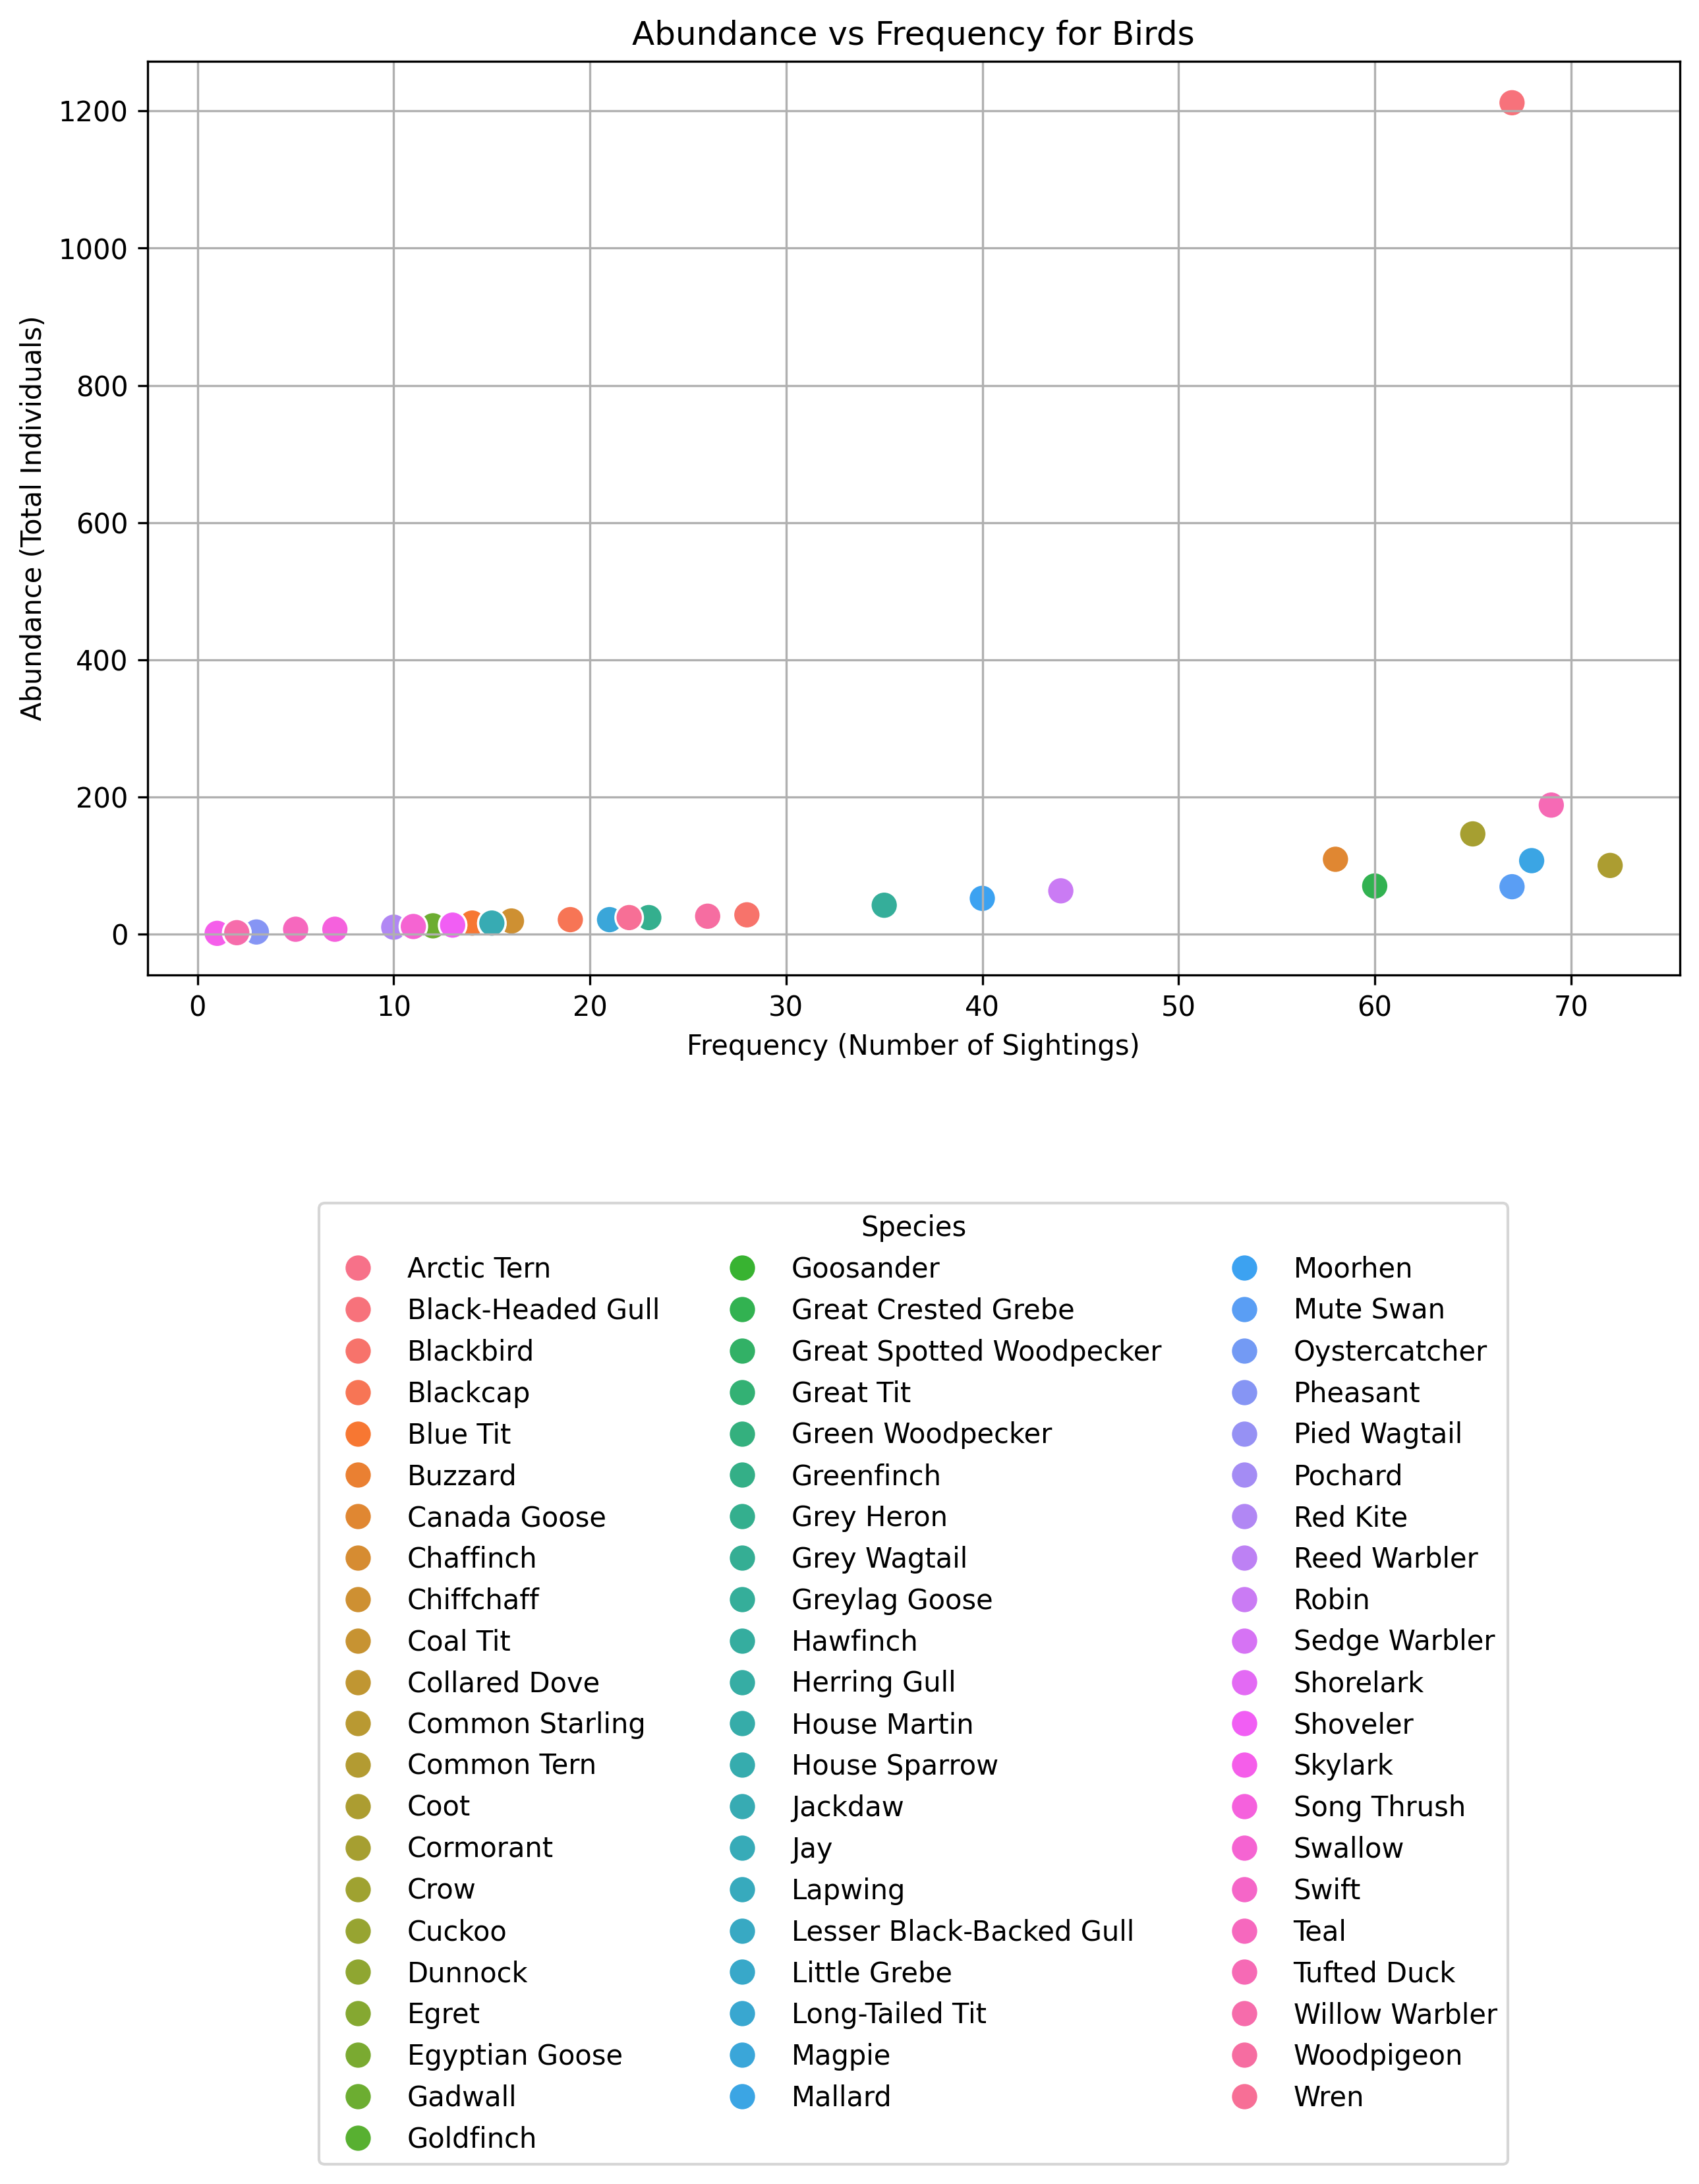 Abundance vs Frequency for Birds
1200
1000
800
600
400
200
0
Abundance (Total Individuals)
0 10 20 30 40 50 60 70
Frequency (Number of Sightings)
Species
Arctic Tern
Black-Headed Gull
Blackbird
Blackcap
Blue Tit
Buzzard
Canada Goose
Chaffinch
Chiffchaff
Coal Tit
Collared Dove
Common Starling
Common Tern
Coot
Cormorant
Crow
Cuckoo
Dunnock
Egret
Egyptian Goose
Gadwall
Goldfinch
Goosander
Great Crested Grebe
Great Spotted Woodpecker
Great Tit
Green Woodpecker
Greenfinch
Grey Heron
Grey Wagtail
Greylag Goose
Hawfinch
Herring Gull
House Martin
House Sparrow
Jackdaw
Jay
Lapwing
Lesser Black-Backed Gull
Little Grebe
Long-Tailed Tit
Magpie
Mallard
Moorhen
Mute Swan
Oystercatcher
Pheasant
Pied Wagtail
Pochard
Red Kite
Reed Warbler
Robin
Sedge Warbler
Shorelark
Shoveler
Skylark
Song Thrush
Swallow
Swift
Teal
Tufted Duck
Willow Warbler
Woodpigeon
Wren